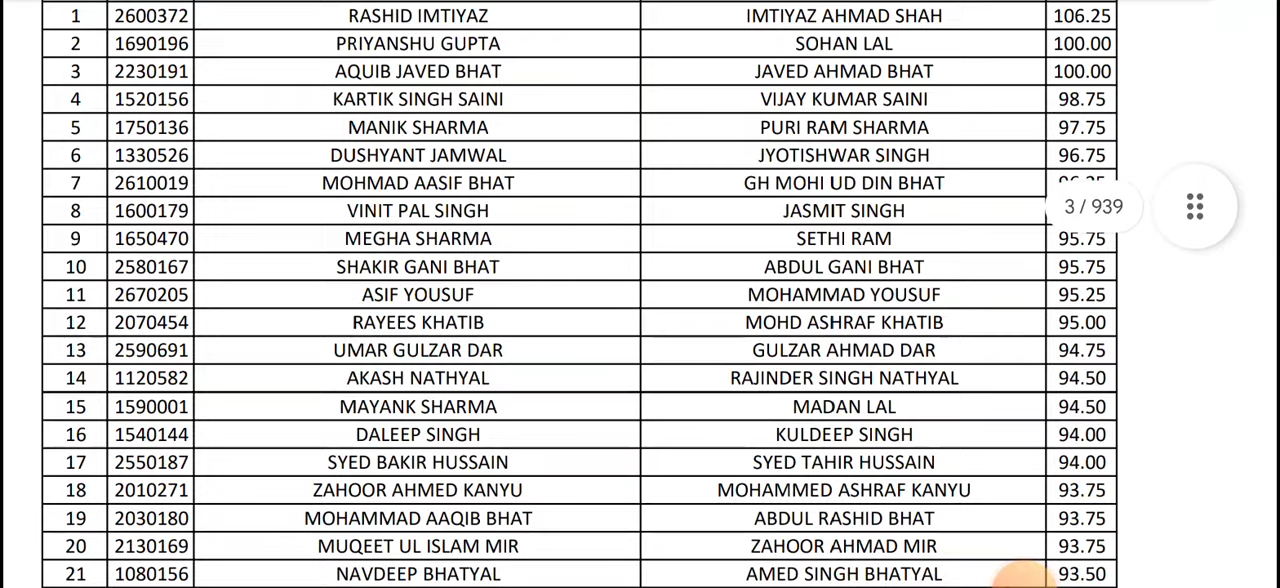 1 2600372 RASHID IMTIYAZ IMTIYAZ AHMAD SHAH 106.25
2 1690196 PRIYANSHU GUPTA SOHAN LAL 100.00
3 2230191 AQUIB JAVED BHAT JAVED AHMAD BHAT 100.00
4 1520156 KARTIK SINGH SAINI VIJAY KUMAR SAINI 98.75
5 1750136 MANIK SHARMA PURI RAM SHARMA 97.75
6 1330526 DUSHYANT JAMWAL JYOTISHWAR SINGH 96.75
7 2610019 MOHMAD AASIF BHAT GH MOHI UD DIN BHAT
8 1600179 VINIT PAL SINGH JASMIT SINGH
3 / 939
9 1650470 MEGHA SHARMA SETHI RAM 95.75
10 2580167 SHAKIR GANI BHAT ABDUL GANI BHAT 95.75
11 2670205 ASIF YOUSUF MOHAMMAD YOUSUF 95.25
12 2070454 RAYEES KHATIB MOHD ASHRAF KHATIB 95.00
13 2590691 UMAR GULZAR DAR GULZAR AHMAD DAR 94.75
14 1120582 AKASH NATHYAL RAJINDER SINGH NATHYAL 94.50
15 1590001 MAYANK SHARMA MADAN LAL 94.50
16 1540144 DALEEP SINGH KULDEEP SINGH 94.00
17 2550187 SYED BAKIR HUSSAIN SYED TAHIR HUSSAIN 94.00
18 2010271 ZAHOOR AHMED KANYU MOHAMMED ASHRAF KANYU 93.75
19 2030180 MOHAMMAD AAQIB BHAT ABDUL RASHID BHAT 93.75
20 2130169 MUQEET UL ISLAM MIR ZAHOOR AHMAD MIR 93.75
21 1080156 NAVDEEP BHATYAL AMED SINGH BHATYAL 93.50